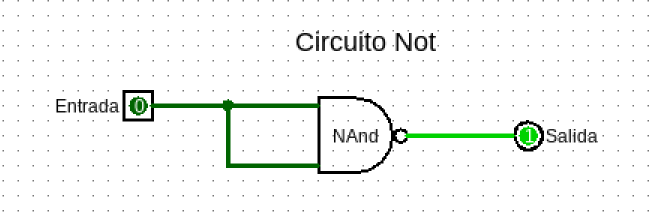 Circuito Not
Entrada 0
NAnd
1 Salida